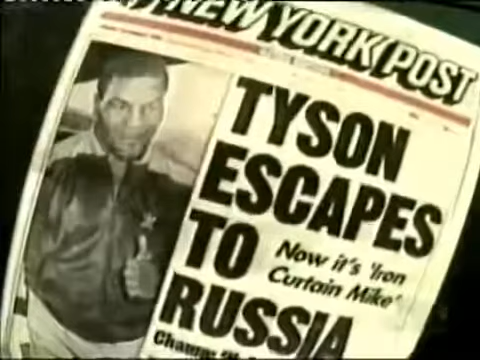 NEW YORK POST
TYSON
ESCAPES
TO
Now it's 'Iron
Curtain Mike'
RUSSIA